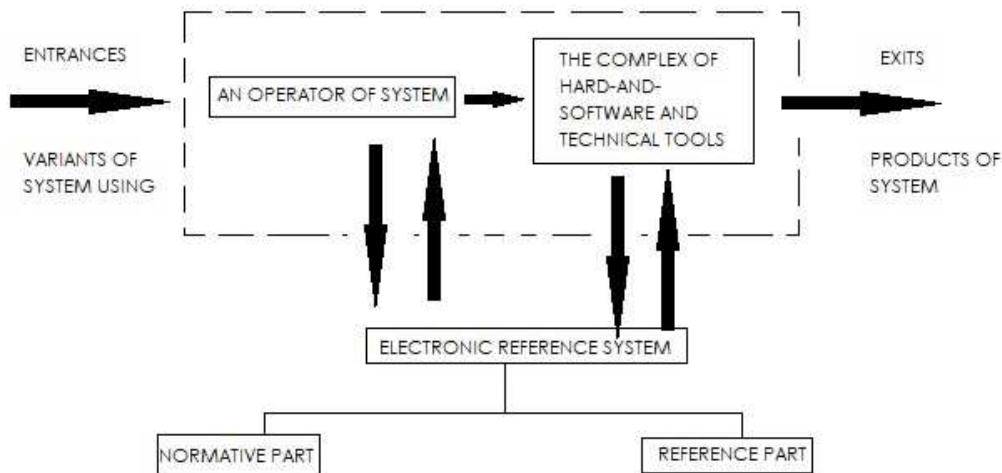 ENTRANCES
VARIANTS OF
SYSTEM USING
AN OPERATOR OF SYSTEM
THE COMPLEX OF
HARD-AND-
SOFTWARE AND
TECHNICAL TOOLS
EXITS
PRODUCTS OF
SYSTEM
ELECTRONIC REFERENCE SYSTEM
NORMATIVE PART
REFERENCE PART